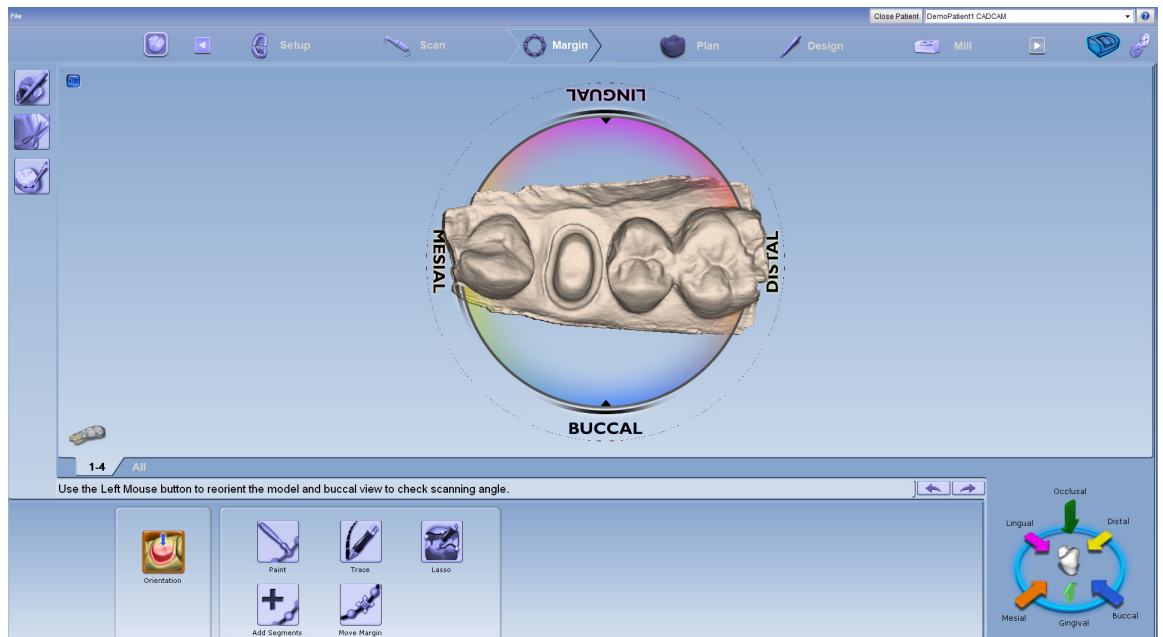 File
Close Patient DemoPatient1 CADCAM
Setup Scan Margin Plan Design Mill
LINGUAL
MESIAL
DISTAL
BUCCAL
1-4 All
Use the Left Mouse button to reorient the model and buccal view to check scanning angle.
Occlusal
Lingual Distal
Orientation
Paint Trace Lasso
Mesial Buccal
Gingival
Add Segments Move Margin